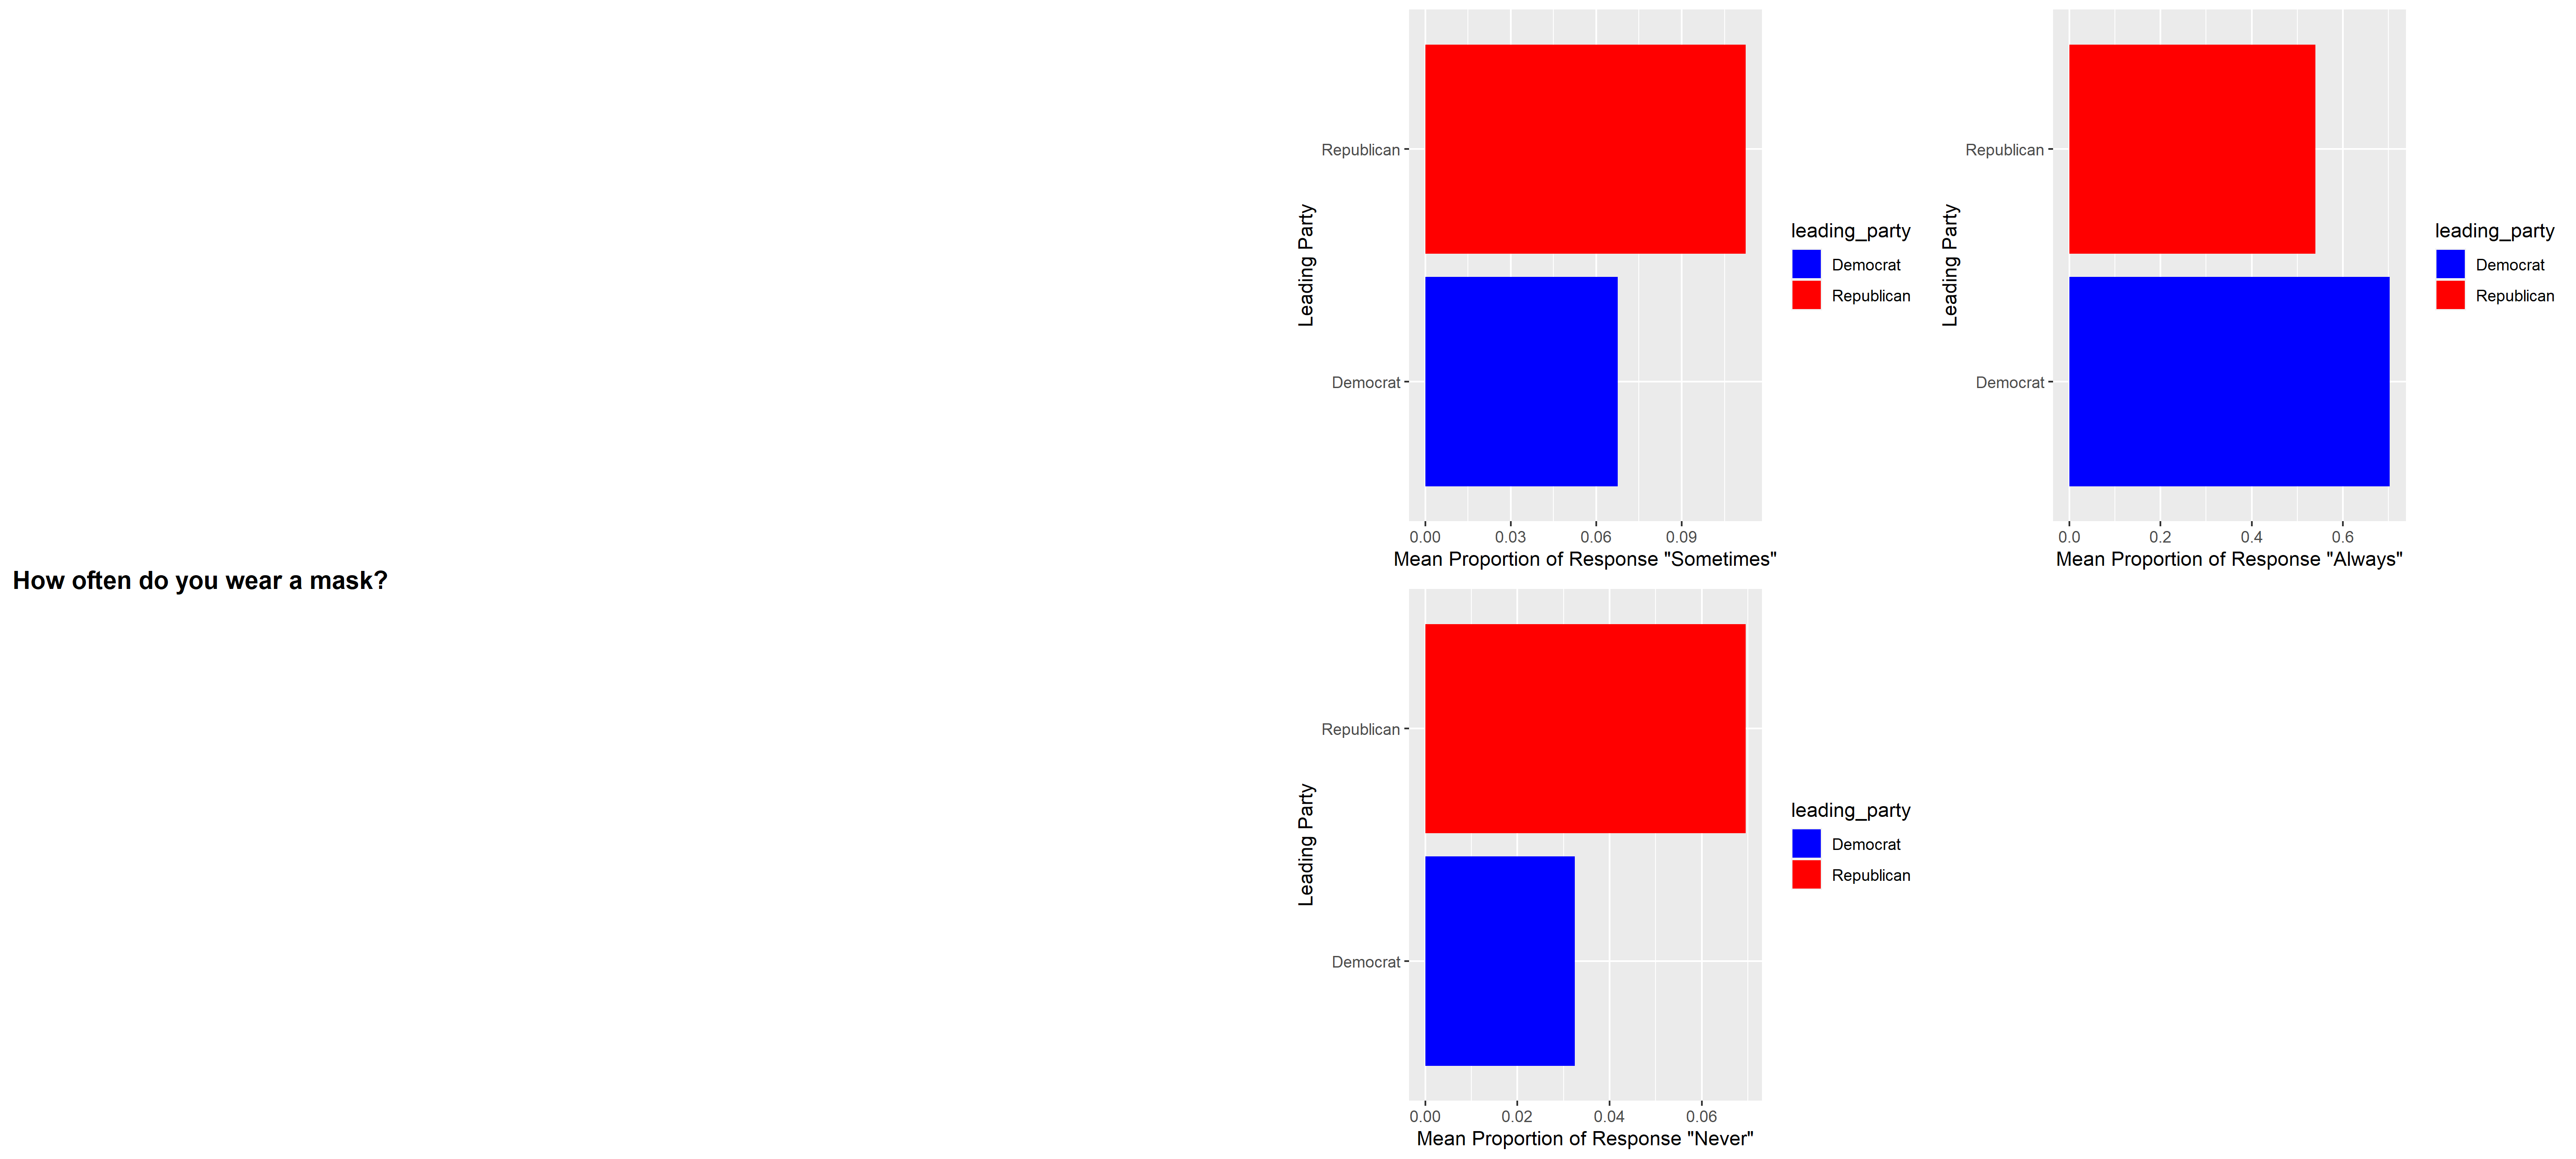 How often do you wear a mask?
Leading Party
Republican
Democrat
0.00 0.03 0.06 0.09
Mean Proportion of Response "Sometimes"
leading_party
Democrat
Republican
Leading Party
Republican
Democrat
0.0 0.2 0.4 0.6
Mean Proportion of Response "Always"
leading_party
Democrat
Republican
Leading Party
Republican
Democrat
0.00 0.02 0.04 0.06
Mean Proportion of Response "Never"
leading_party
Democrat
Republican